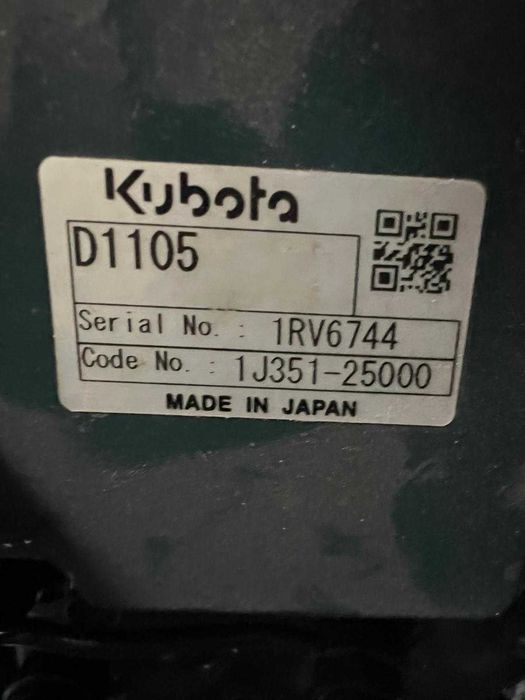 Kubota
D1105
Serial No. : 1RV6744
Code No. : 1J351-25000
MADE IN JAPAN